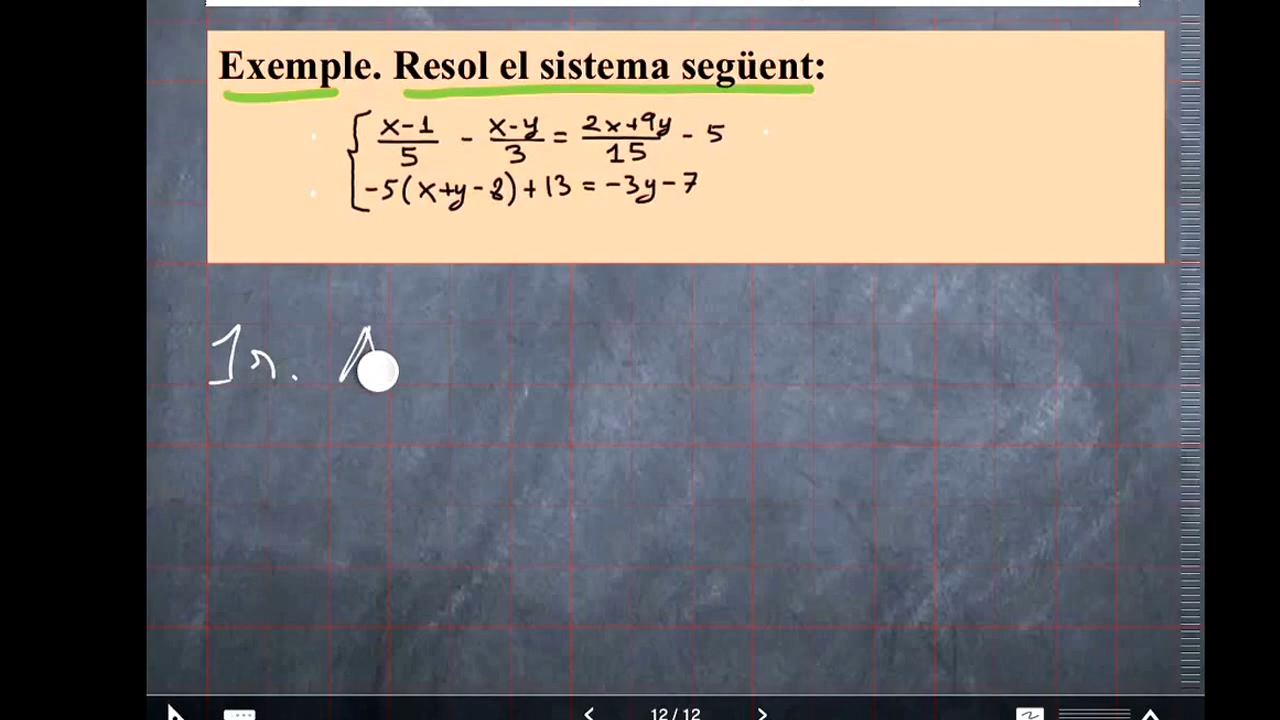 Exemple. Resol el sistema següent:
x-1/5 - x-y/3 = 2x+9y/15 - 5
-5(x+y-8)+13 = -3y-7
1r.
12/12